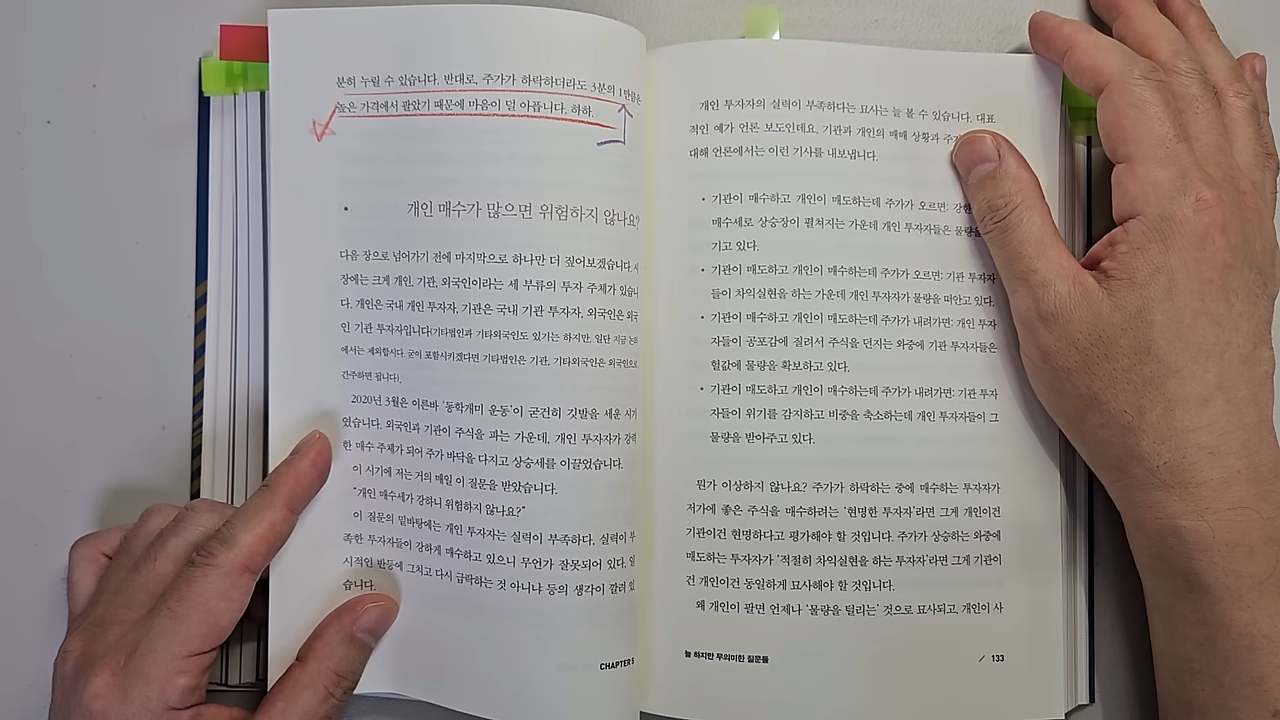 분히 누릴 수 있습니다. 반대로, 주가가 하락하더라도 3분의 1만큼은
높은 가격에서 팔았기 때문에 마음이 덜 아픕니다. 하하.
개인 매수가 많으면 위험하지 않나요?
다음 장으로 넘어가기 전에 마지막으로 하나만 더 짚어보겠습니다. 시
장에는 크게 개인, 기관, 외국인이라는 세 부류의 투자 주체가 있습니
다. 개인은 국내 개인 투자자, 기관은 국내 기관 투자자, 외국인은 외국
인 기관 투자자입니다(기타법인과 기타외국인도 있기는 하지만, 일단 지금 논의
에서는 제외합시다. 굳이 포함시키겠다면 기타법인은 기관, 기타외국인은 외국인으로
간주하면 됩니다).
2020년 3월은 이른바 '동학개미 운동'이 굳건히 깃발을 세운 시기
였습니다. 외국인과 기관이 주식을 파는 가운데, 개인 투자자가 강력
한 매수 주체가 되어 주가 바닥을 다지고 상승세를 이끌었습니다.
이 시기에 저는 거의 매일 이 질문을 받았습니다.
"개인 매수세가 강하니 위험하지 않나요?"
이 질문의 밑바탕에는 개인 투자자는 실력이 부족하다, 실력이 부
족한 투자자들이 강하게 매수하고 있으니 무언가 잘못되어 있다, 일
시적인 반등에 그치고 다시 급락하는 것 아니냐 등의 생각이 깔려 있
습니다.
CHAPTER 5
개인 투자자의 실력이 부족하다는 묘사는 늘 볼 수 있습니다. 대표
적인 예가 언론 보도인데요, 기관과 개인의 매매 상황과 주가
대해 언론에서는 이런 기사를 내보냅니다.
• 기관이 매수하고 개인이 매도하는데 주가가 오르면: 강한
매수세로 상승장이 펼쳐지는 가운데 개인 투자자들은 물량을
기고 있다.
• 기관이 매도하고 개인이 매수하는데 주가가 오르면: 기관 투자자
들이 차익실현을 하는 가운데 개인 투자자가 물량을 떠안고 있다.
• 기관이 매수하고 개인이 매도하는데 주가가 내려가면: 개인 투자
자들이 공포감에 질려서 주식을 던지는 와중에 기관 투자자들은
헐값에 물량을 확보하고 있다.
• 기관이 매도하고 개인이 매수하는데 주가가 내려가면: 기관 투자
자들이 위기를 감지하고 비중을 축소하는데 개인 투자자들이 그
물량을 받아주고 있다.
뭔가 이상하지 않나요? 주가가 하락하는 중에 매수하는 투자자가
저가에 좋은 주식을 매수하려는 '현명한 투자자'라면 그게 개인이건
기관이건 현명하다고 평가해야 할 것입니다. 주가가 상승하는 와중에
매도하는 투자자가 '적절히 차익실현을 하는 투자자'라면 그게 기관이
건 개인이건 동일하게 묘사해야 할 것입니다.
왜 개인이 팔면 언제나 '물량을 털리는' 것으로 묘사되고, 개인이 사
늘 하지만 무의미한 질문들 / 133